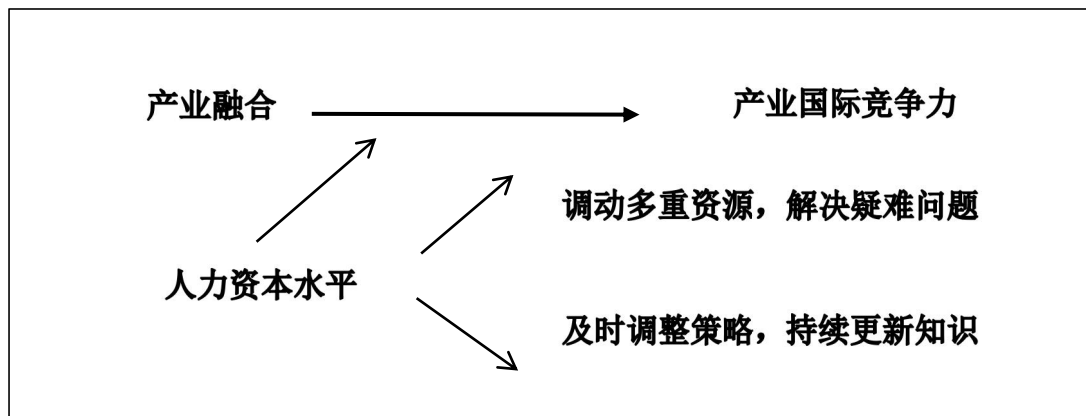 产业融合
产业国际竞争力
调动多重资源，解决疑难问题
人力资本水平
及时调整策略，持续更新知识